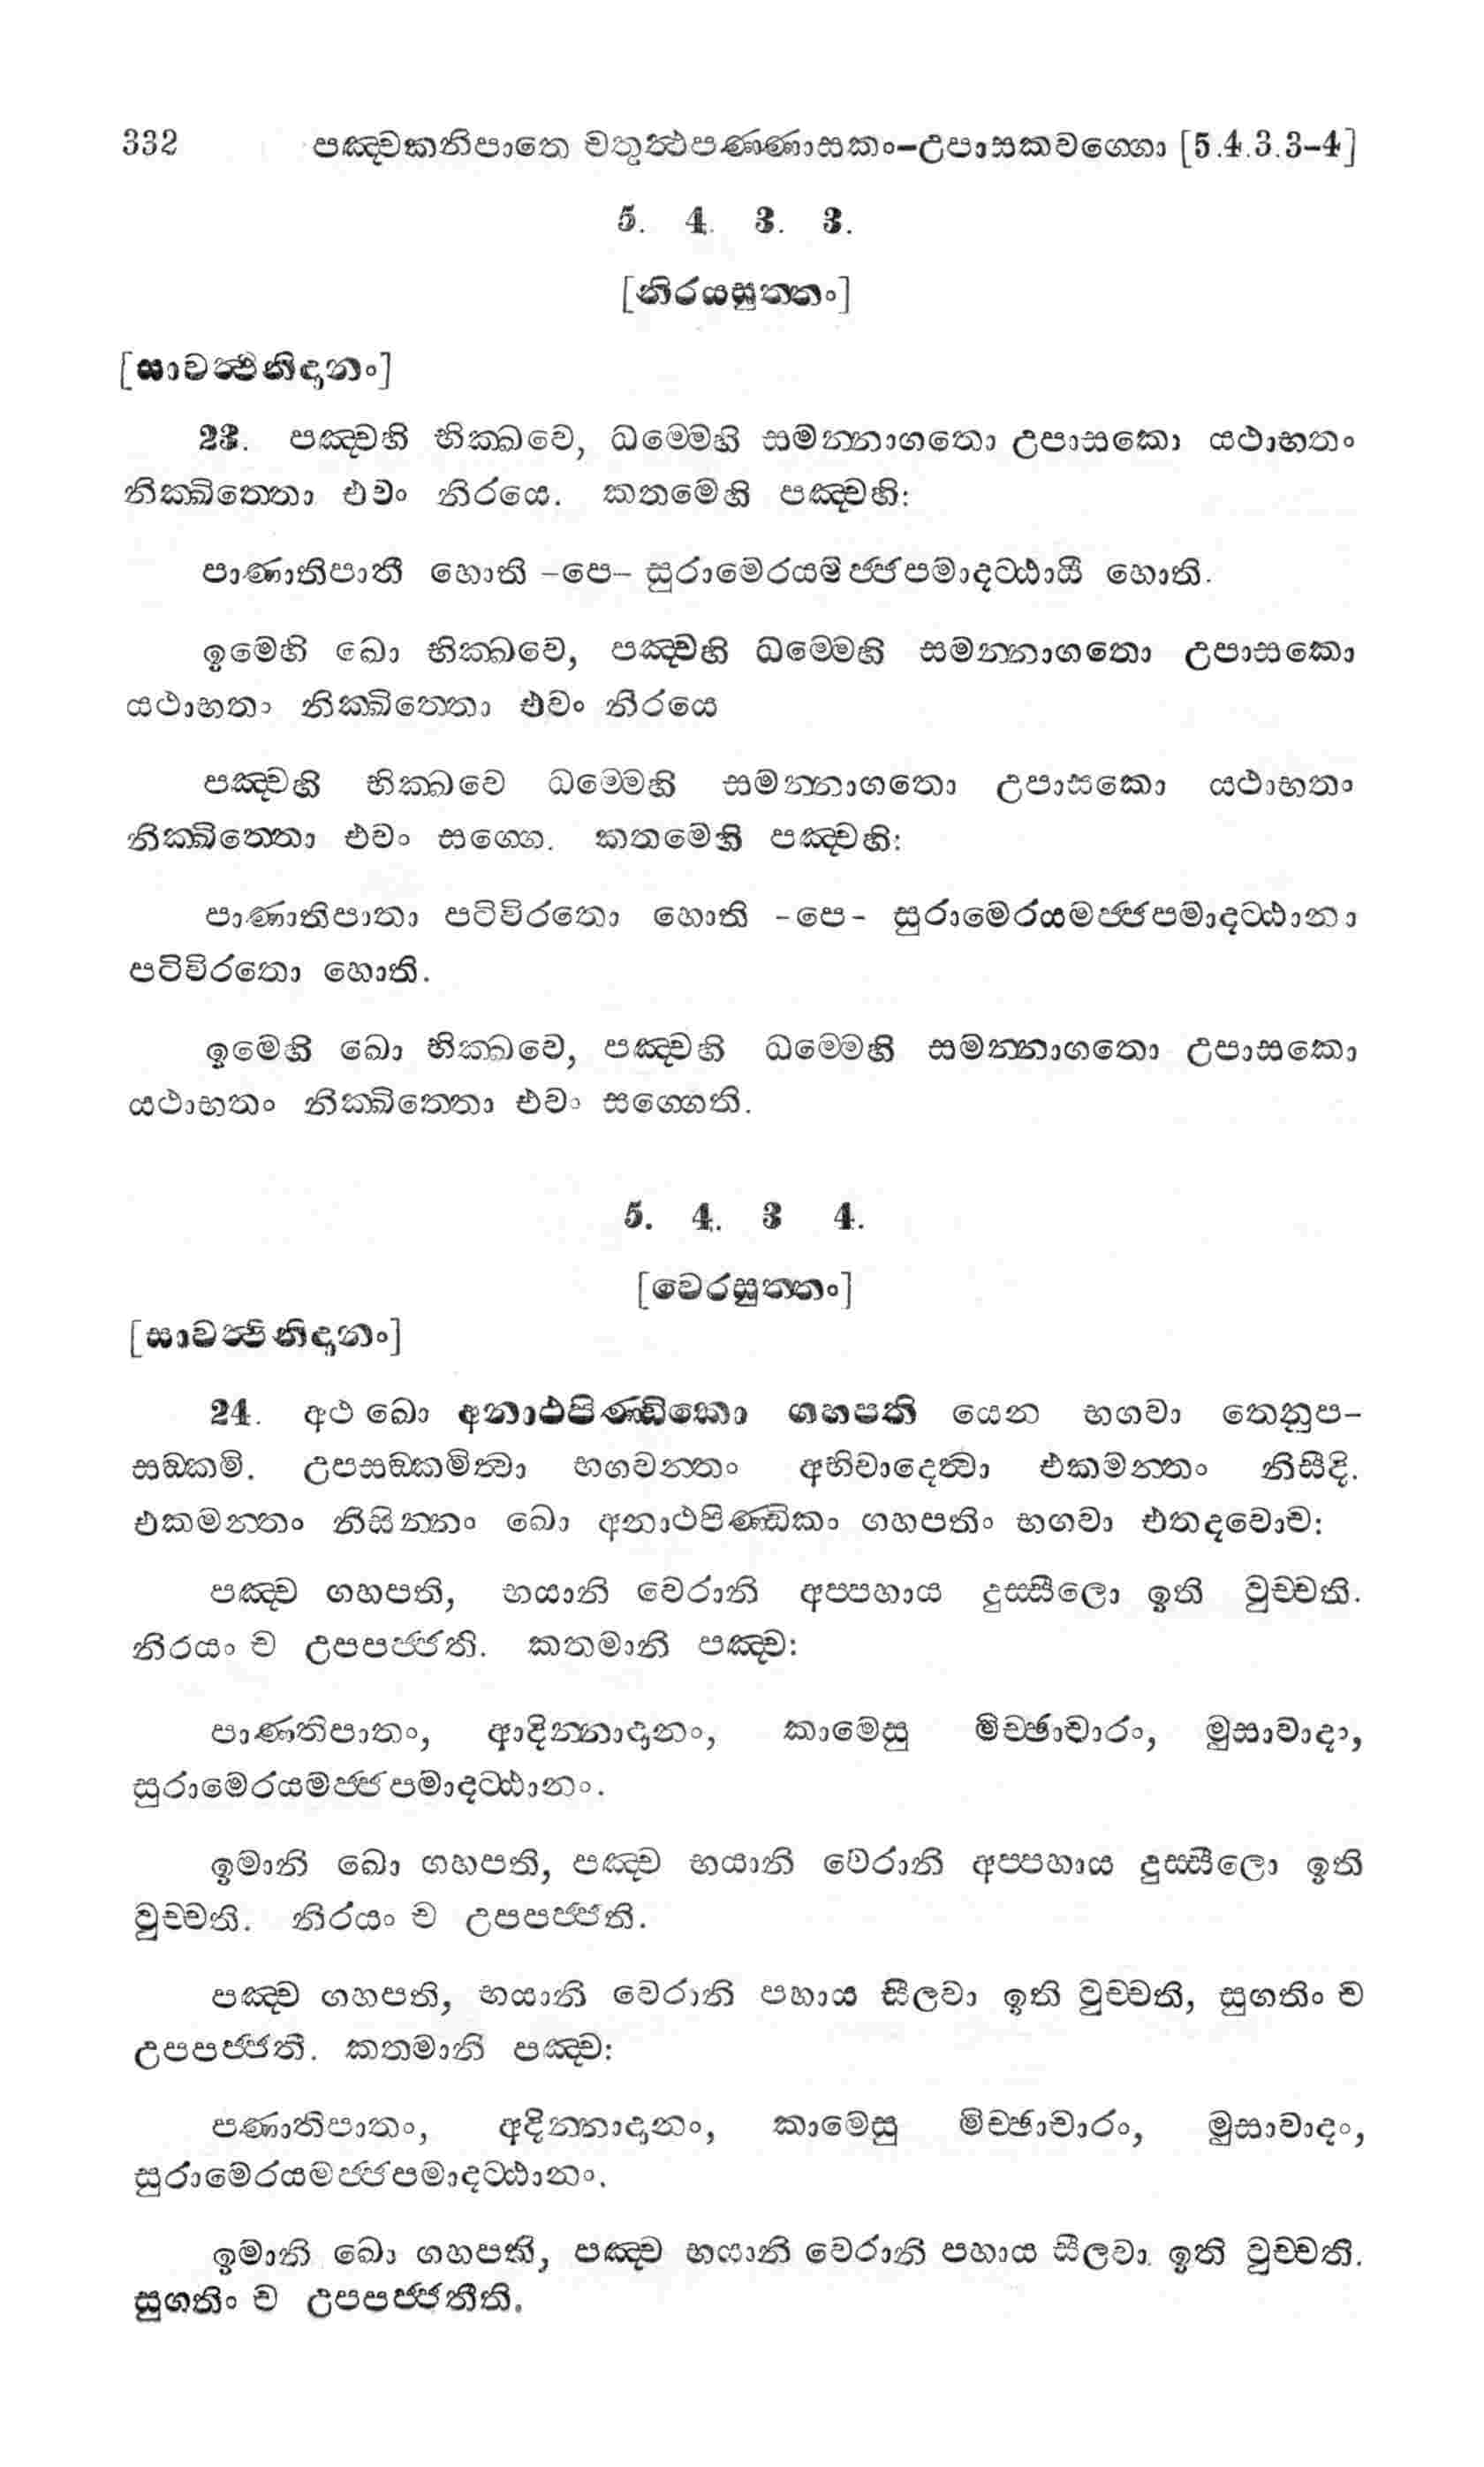 332 පඤ්චකනිපාතෙ චතුත්ථපණ්ණාසකං-උපාසකවග්ගො [5.4.3.3-4]
5. 4. 3. 3.
[නිරයසුත්තං]
[සාවත්ථිනිදානං]
23. පඤ්චහි භික්ඛවෙ, ධම්මෙහි සමන්නාගතො උපාසකො යථාභතං
නික්ඛිත්තො එවං නිරයෙ. කතමෙහි පඤ්චහි:
පාණාතිපාතී හොති -පෙ- සුරාමෙරයමජ්ජපමාදට්ඨායී හොති.
ඉමෙහි ඛො භික්ඛවෙ, පඤ්චහි ධම්මෙහි සමන්නාගතො උපාසකො
යථාභතං නික්ඛිත්තො එවං නිරයෙ
පඤ්චහි භික්ඛවෙ ධම්මෙහි සමන්නාගතො උපාසකො යථාභතං
නික්ඛිත්තො එවං සග්ගෙ. කතමෙහි පඤ්චහි:
පාණාතිපාතා පටිවිරතො හොති -පෙ- සුරාමෙරයමජ්ජපමාදට්ඨානා
පටිවිරතො හොති.
ඉමෙහි ඛො භික්ඛවෙ, පඤ්චහි ධම්මෙහි සමන්නාගතො උපාසකො
යථාභතං නික්ඛිත්තො එවං සග්ගෙති.
5. 4. 3 4.
[වෙරසුත්තං]
[සාවත්ථිනිදානං]
24. අථ ඛො අනාථපිණ්ඩිකො ගහපති යෙන භගවා තෙනුප-
සඞ්කමි. උපසඞ්කමිත්වා භගවන්තං අභිවාදෙත්වා එකමන්තං නිසීදි.
එකමන්තං නිසින්නං ඛො අනාථපිණ්ඩිකං ගහපතිං භගවා එතදවොච:
පඤ්ච ගහපති, භයානි වෙරානි අප්පහාය දුස්සීලො ඉති වුච්චති.
නිරයං ච උපපජ්ජති. කතමානි පඤ්ච:
පාණතිපාතං, ආදින්නාදානං, කාමෙසු මිච්ඡාචාරං, මුසාවාදා,
සුරාමෙරයමජ්ජපමාදට්ඨානං.
ඉමානි ඛො ගහපති, පඤ්ච භයානි වෙරානි අප්පහාය දුස්සීලො ඉති
වුච්චති. නිරයං ච උපපජ්ජති.
පඤ්ච ගහපති, භයානි වෙරානි පහාය සීලවා ඉති වුච්චති, සුගතිං ච
උපපජ්ජතී. කතමානි පඤ්ච:
පණාතිපාතං, අදින්නාදානං, කාමෙසු මිච්ඡාචාරං, මුසාවාදං,
සුරාමෙරයමජ්ජපමාදට්ඨානං.
ඉමානි ඛො ගහපති, පඤ්ච භයානි වෙරානි පහාය සීලවා ඉති වුච්චති.
සුගතිං ච උපපජ්ජතීති.